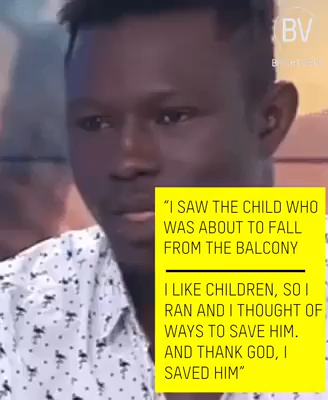 BV
"I SAW THE CHILD WHO
WAS ABOUT TO FALL
FROM THE BALCONY
I LIKE CHILDREN, SO I
RAN AND I THOUGHT OF
WAYS TO SAVE HIM.
AND THANK GOD, I
SAVED HIM"